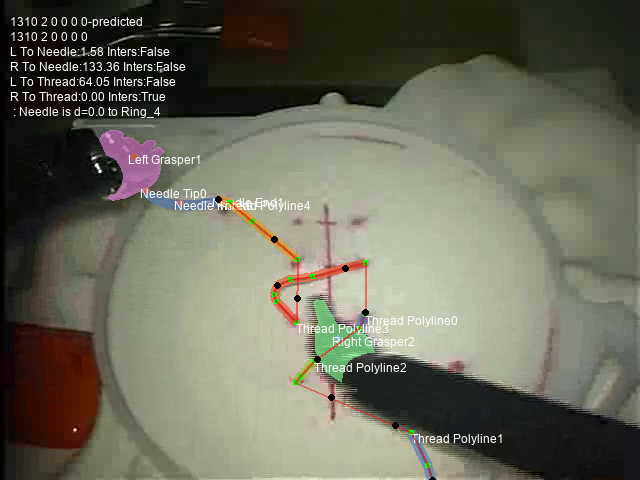 1310 2 0 0 0 0-predicted
1310 2 0 0 0 0
L To Needle:1.58 Inters:False
R To Needle:133.36 Inters:False
L To Thread:64.05 Inters:False
R To Thread:0.00 Inters:True
: Needle is d=0.0 to Ring_4
Left Grasper1
Needle Tip0
Needle End1
Thread Polyline4
Thread Polyline0
Thread Polyline3
Right Grasper2
Thread Polyline2
Thread Polyline1